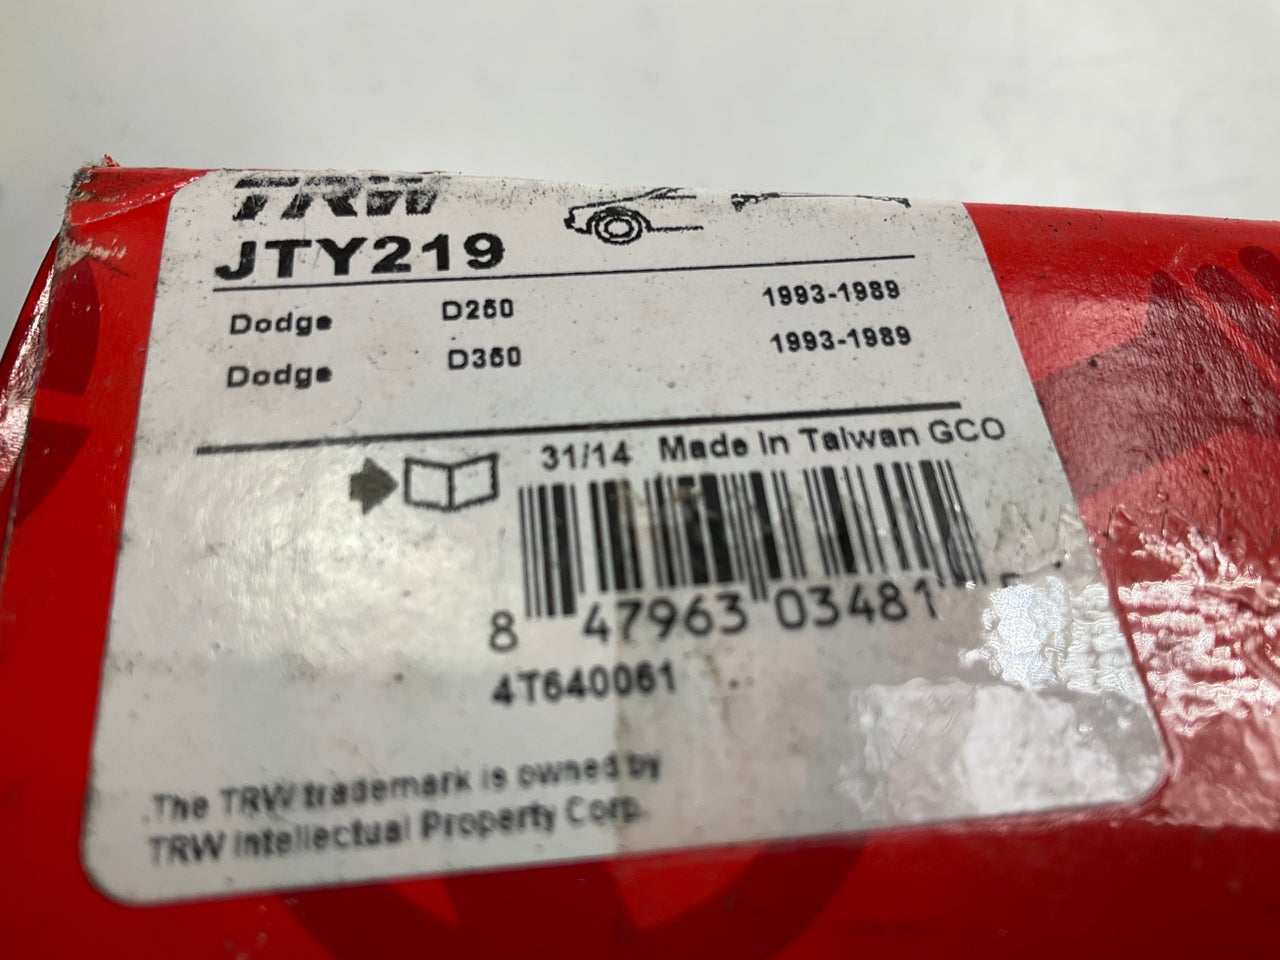 TRW
JTY219
Dodge D250 1993-1989
Dodge D350 1993-1989
31/14 Made In Taiwan GCO
8 47963 03481
4T640061
The TRW trademark is owned by
TRW Intellectual Property Corp.